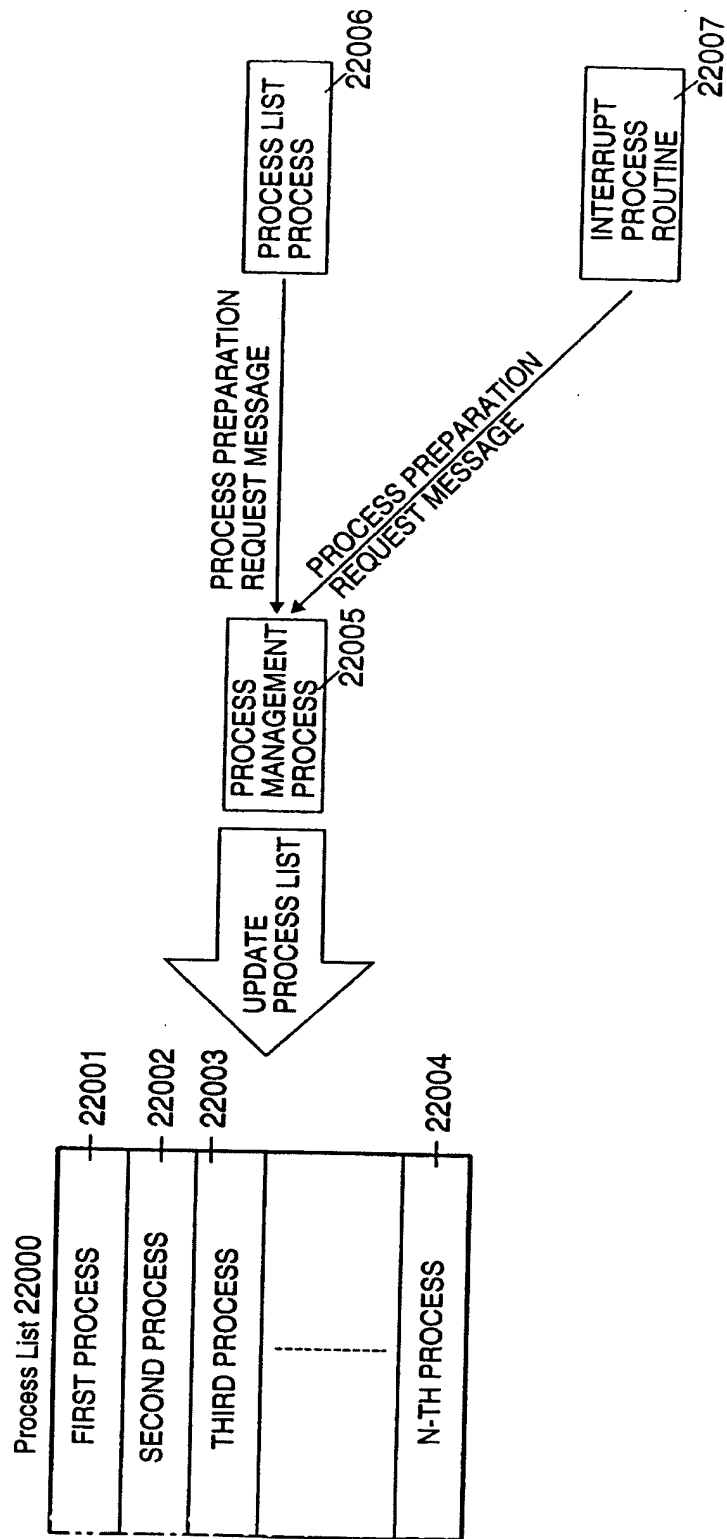 Process List 22000
FIRST PROCESS
22001
SECOND PROCESS
22002
THIRD PROCESS
22003
N-TH PROCESS
22004
UPDATE
PROCESS LIST
PROCESS
MANAGEMENT
PROCESS
22005
PROCESS PREPARATION
REQUEST MESSAGE
PROCESS LIST
PROCESS
22006
PROCESS PREPARATION
REQUEST MESSAGE
INTERRUPT
PROCESS
ROUTINE
22007